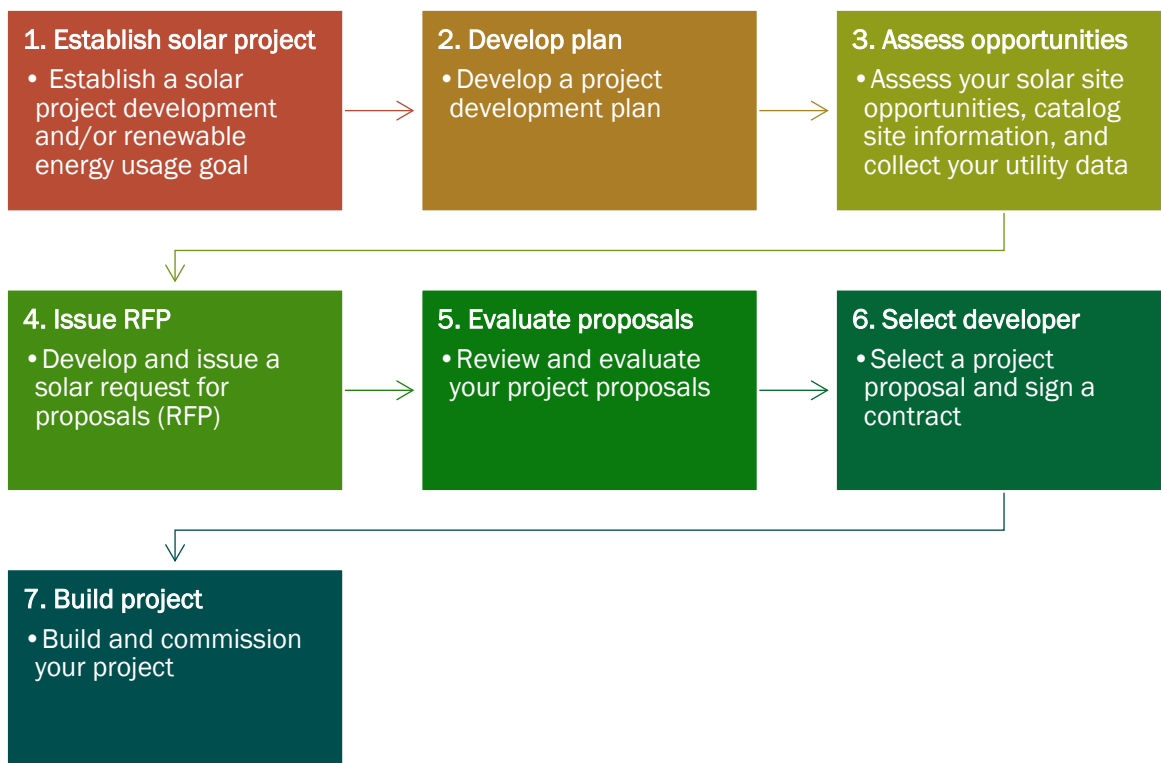 1. Establish solar project
• Establish a solar
project development
and/or renewable
energy usage goal
2. Develop plan
• Develop a project
development plan
3. Assess opportunities
• Assess your solar site
opportunities, catalog
site information, and
collect your utility data
4. Issue RFP
• Develop and issue a
solar request for
proposals (RFP)
5. Evaluate proposals
• Review and evaluate
your project proposals
6. Select developer
• Select a project
proposal and sign a
contract
7. Build project
• Build and commission
your project